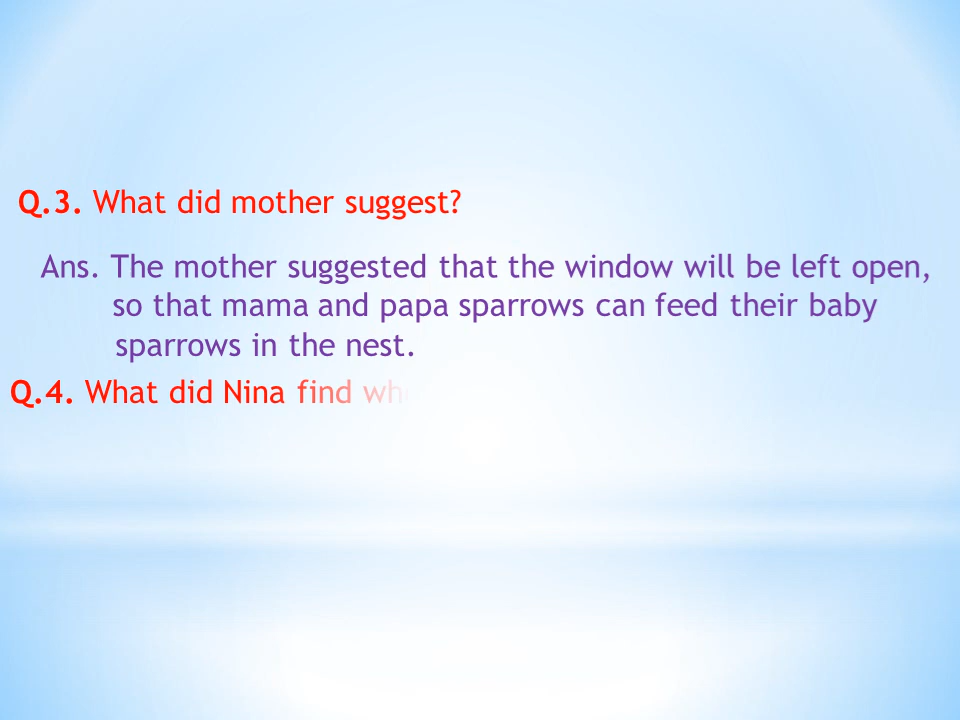 Q.3. What did mother suggest?
Ans. The mother suggested that the window will be left open,
so that mama and papa sparrows can feed their baby
sparrows in the nest.
Q.4. What did Nina find